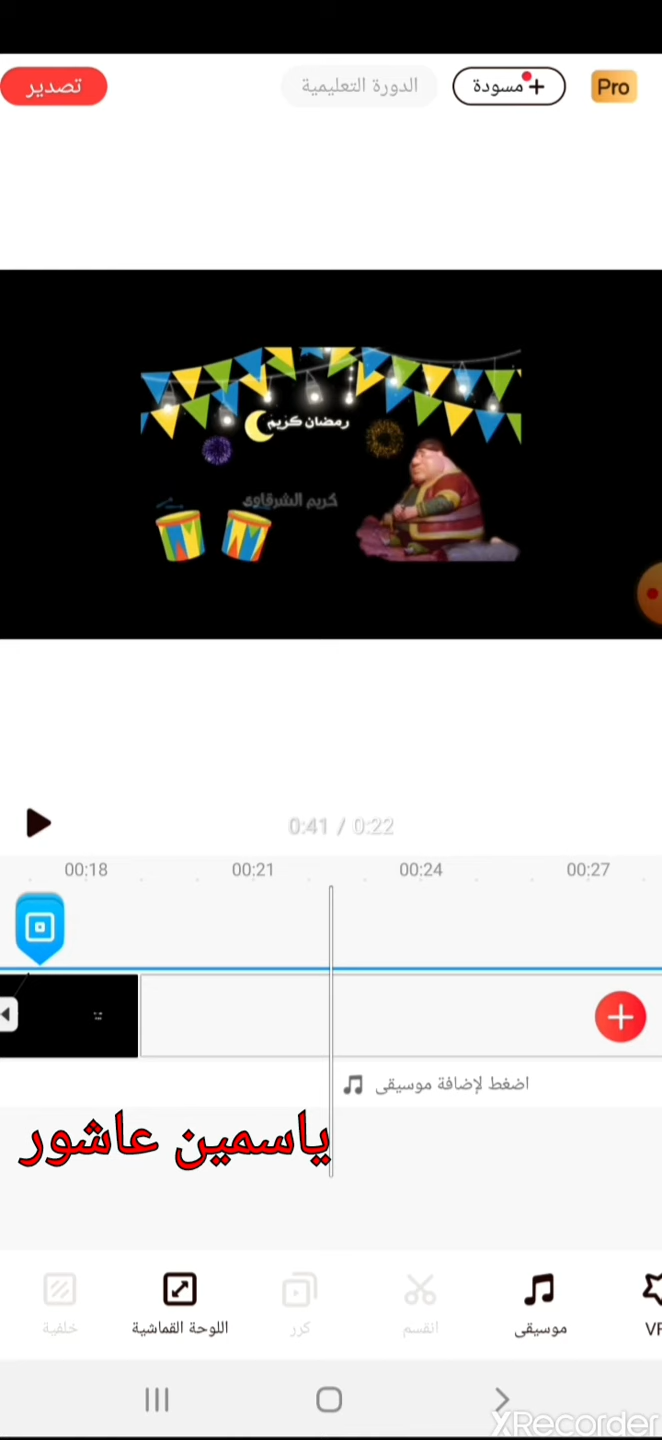 Pro
+ مسودة
الدورة التعليمية
تصدير
رمضان كريم
كريم الشرقاوى
0:41 / 0:22
00:18 00:21 00:24 00:27
اضغط لإضافة موسيقى
ياسمين عاشور
خلفية
اللوحة القماشية
كرر
انقسم
موسيقى
XRecorder